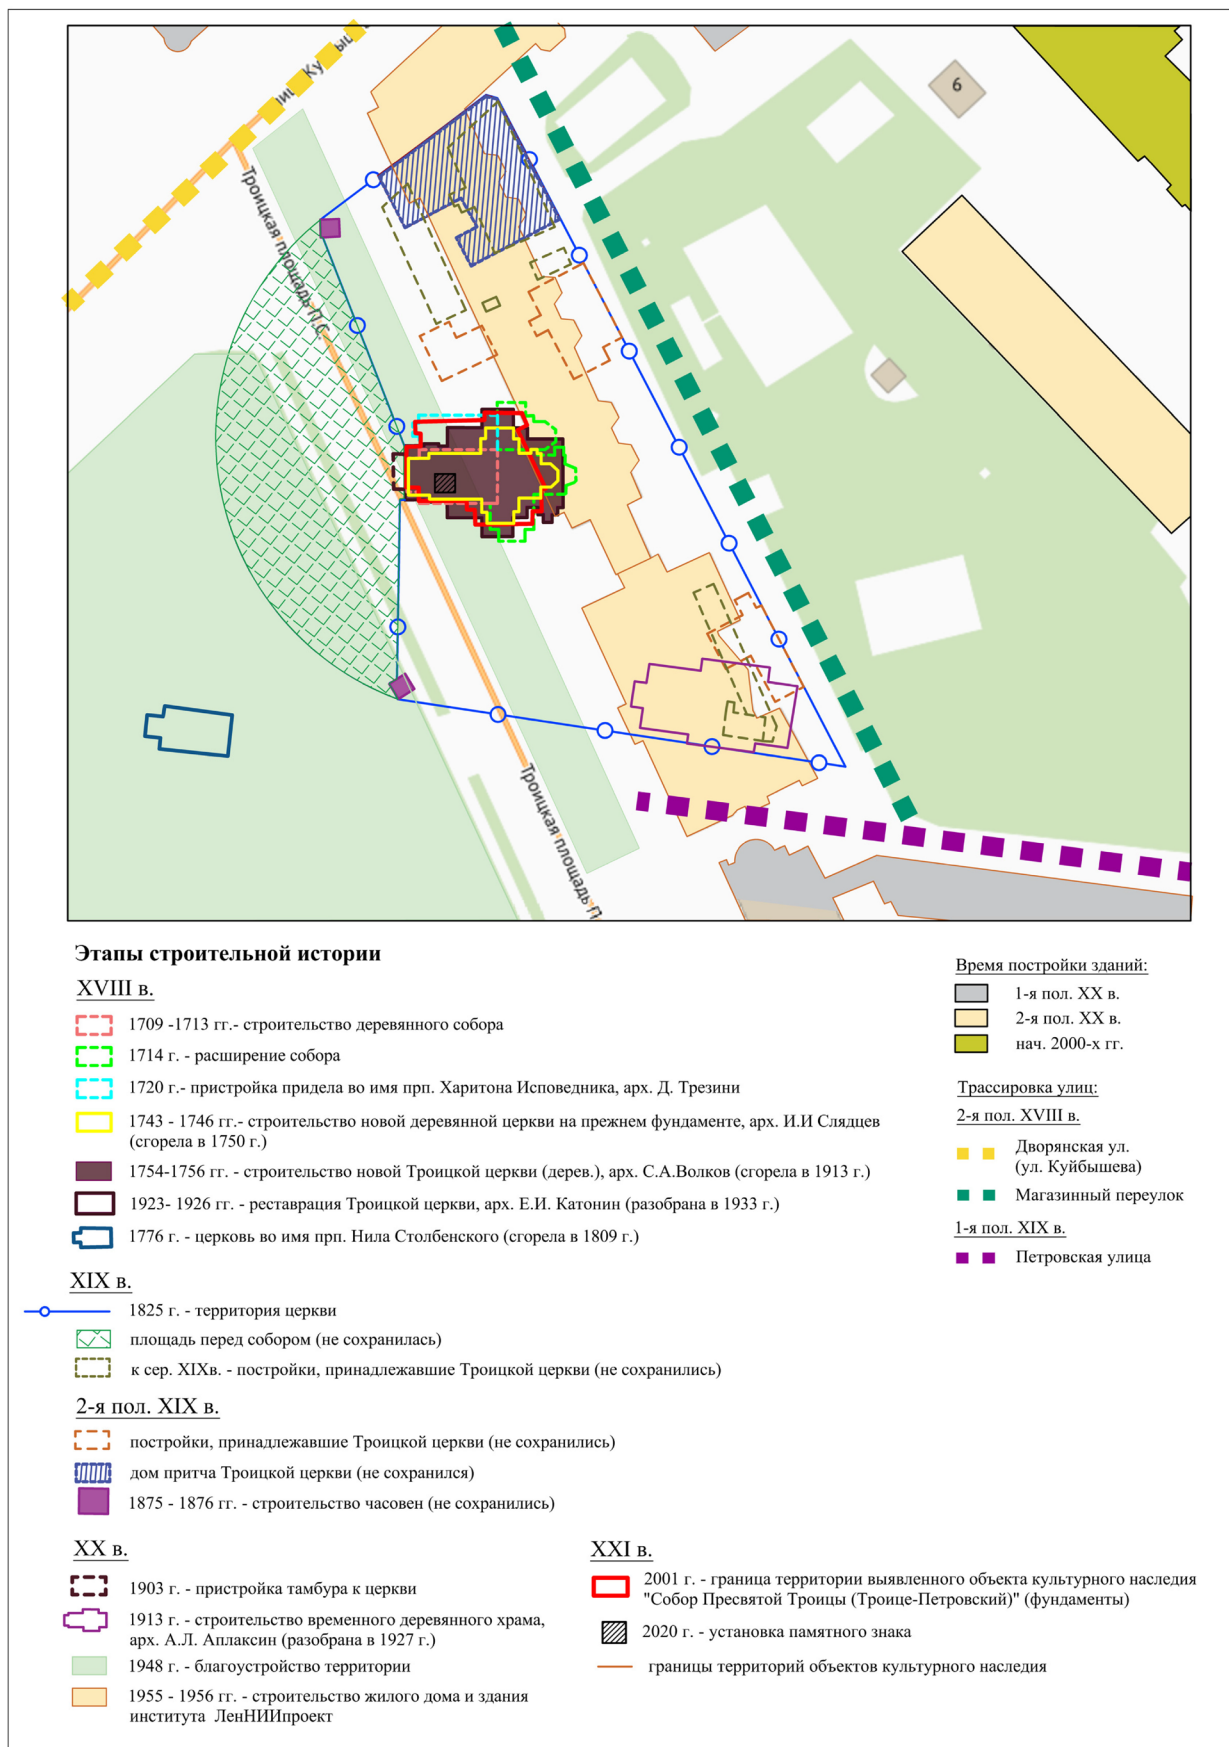 Троицкая площадь П.С.
6
Троицкая площадь П
Этапы строительной истории
XVIII в.
1709 -1713 гг.- строительство деревянного собора
1714 г. - расширение собора
1720 г.- пристройка придела во имя прп. Харитона Исповедника, арх. Д. Трезини
1743 - 1746 гг.- строительство новой деревянной церкви на прежнем фундаменте, арх. И.И Слядцев
(сгорела в 1750 г.)
1754-1756 гг. - строительство новой Троицкой церкви (дерев.), арх. С.А.Волков (сгорела в 1913 г.)
1923- 1926 гг. - реставрация Троицкой церкви, арх. Е.И. Катонин (разобрана в 1933 г.)
1776 г. - церковь во имя прп. Нила Столбенского (сгорела в 1809 г.)
XIX в.
1825 г. - территория церкви
площадь перед собором (не сохранилась)
к сер. XIXв. - постройки, принадлежавшие Троицкой церкви (не сохранились)
2-я пол. XIX в.
постройки, принадлежавшие Троицкой церкви (не сохранились)
дом притча Троицкой церкви (не сохранился)
1875 - 1876 гг. - строительство часовен (не сохранились)
XX в.
1903 г. - пристройка тамбура к церкви
1913 г. - строительство временного деревянного храма,
арх. А.Л. Аплаксин (разобрана в 1927 г.)
1948 г. - благоустройство территории
1955 - 1956 гг. - строительство жилого дома и здания
института ЛенНИИпроект
XXI в.
2001 г. - граница территории выявленного объекта культурного наследия
"Собор Пресвятой Троицы (Троице-Петровский)" (фундаменты)
2020 г. - установка памятного знака
границы территорий объектов культурного наследия
Время постройки зданий:
1-я пол. XX в.
2-я пол. XX в.
нач. 2000-х гг.
Трассировка улиц:
2-я пол. XVIII в.
Дворянская ул.
(ул. Куйбышева)
Магазинный переулок
1-я пол. XIX в.
Петровская улица